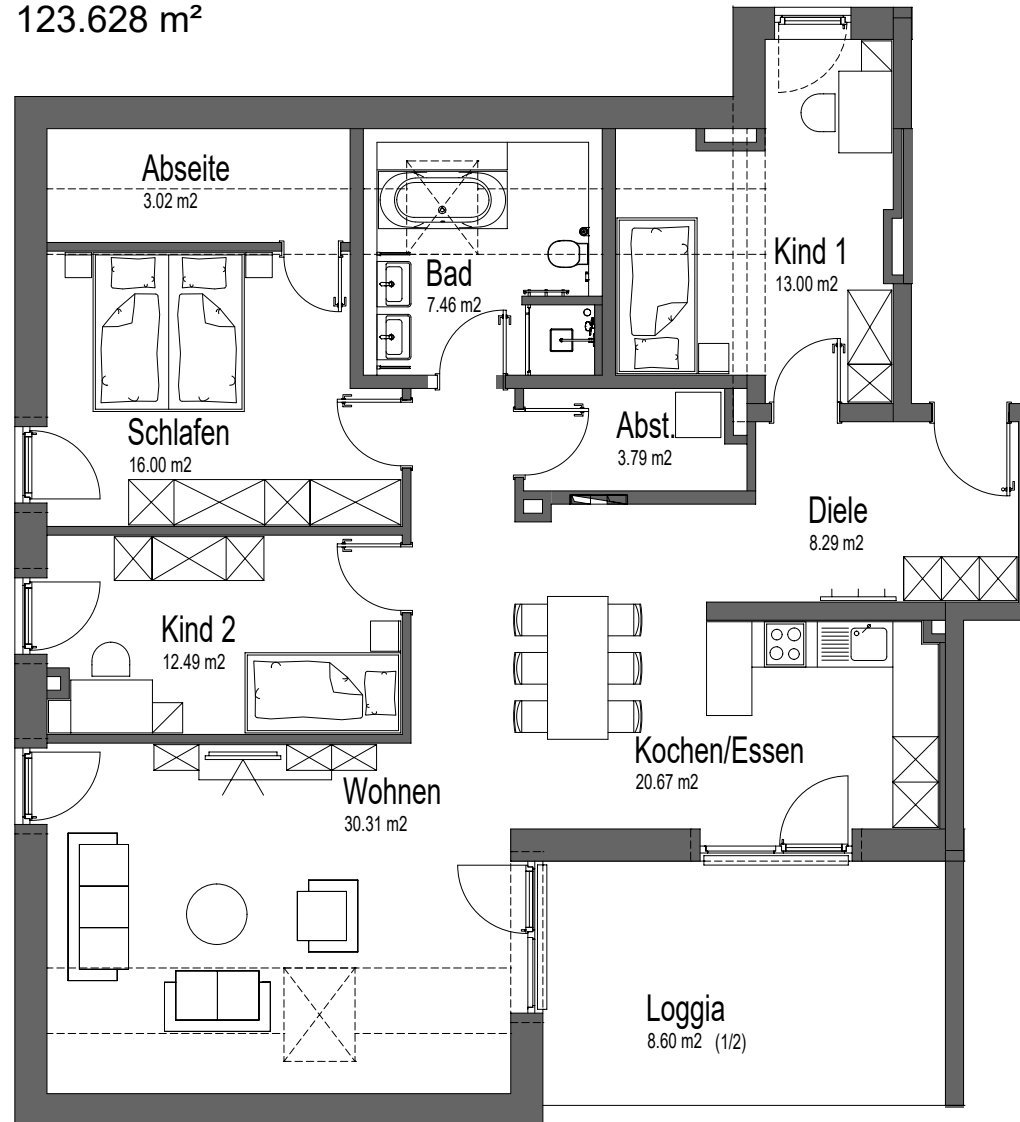 123.628 m²
Abseite
3.02 m2
Bad
7.46 m2
Kind 1
13.00 m2
Schlafen
16.00 m2
Abst.
3.79 m2
Diele
8.29 m2
Kind 2
12.49 m2
Kochen/Essen
20.67 m2
Wohnen
30.31 m2
Loggia
8.60 m2 (1/2)